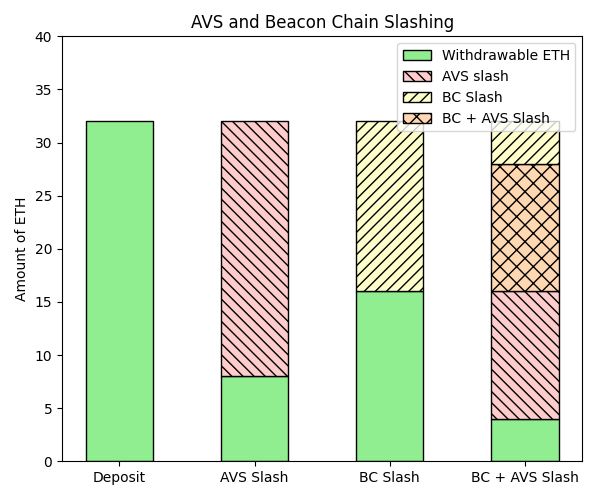 AVS and Beacon Chain Slashing
Amount of ETH
40
35
30
25
20
15
10
5
0
Withdrawable ETH
AVS slash
BC Slash
BC + AVS Slash
Deposit
AVS Slash
BC Slash
BC + AVS Slash